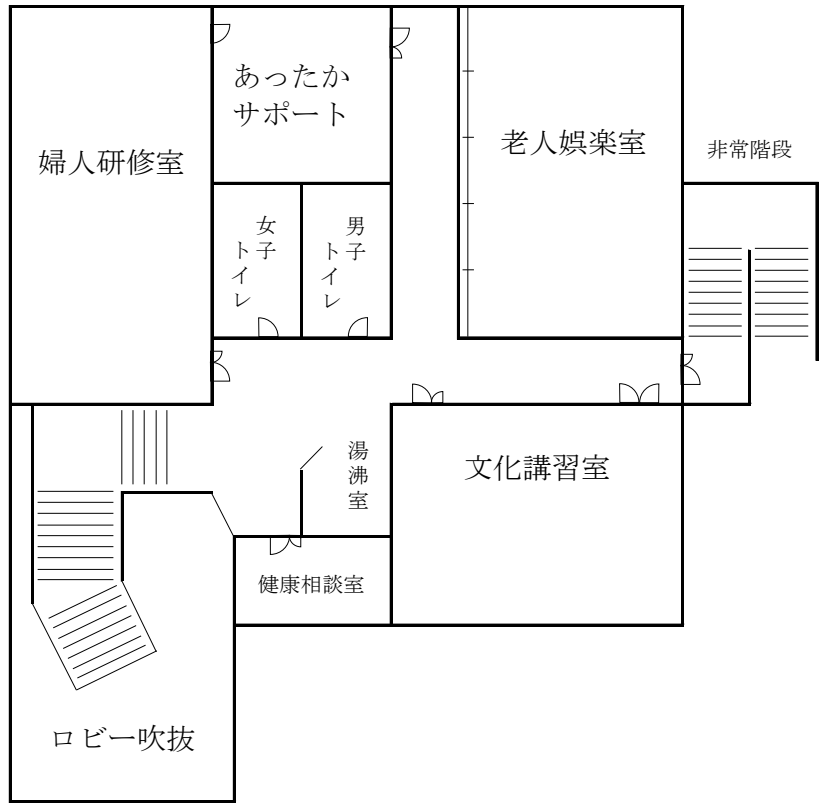 あったか
サポート
婦人研修室
老人娯楽室
非常階段
女子
トイレ
男子
トイレ
湯沸室
文化講習室
健康相談室
ロビー吹抜